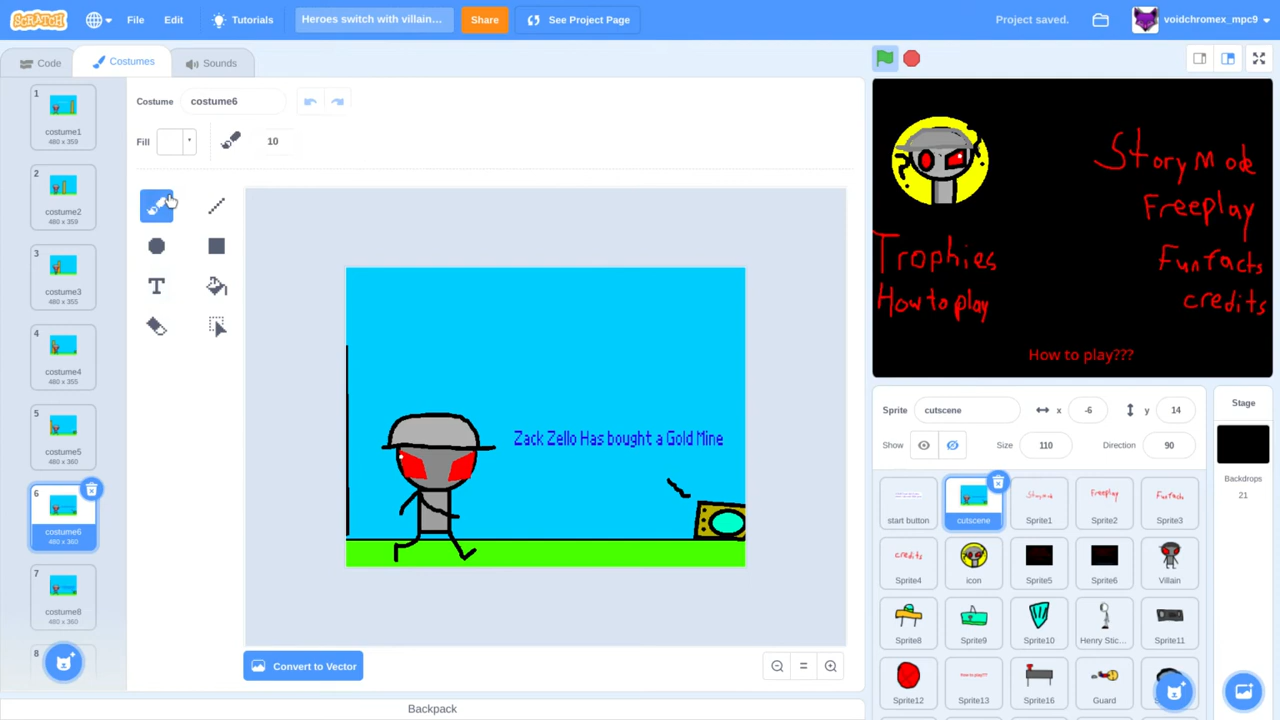 SCRATCH
File
Edit
Tutorials
Heroes switch with villain...
Share
See Project Page
Project saved.
voidchromex_mpc9
Code
Costumes
Sounds
Costume
costume6
Fill
10
1
costume1
480 x 359
2
costume2
480 x 359
3
costume3
480 x 355
4
costume4
480 x 355
5
costume5
480 x 360
6
costume6
480 x 360
7
costume8
480 x 360
8
T
Zack Zello Has bought a Gold Mine
Convert to Vector
Backpack
Story Mode
Freeplay
Trophies
Funfacts
How to play
credits
How to play???
Sprite
cutscene
x
-6
y
14
Show
Size
110
Direction
90
Stage
Backdrops
21
start button
cutscene
Sprite1
Sprite2
Sprite3
Sprite4
icon
Sprite5
Sprite6
Villain
Sprite8
Sprite9
Sprite10
Henry Stic...
Sprite11
Sprite12
Sprite13
Sprite16
Guard